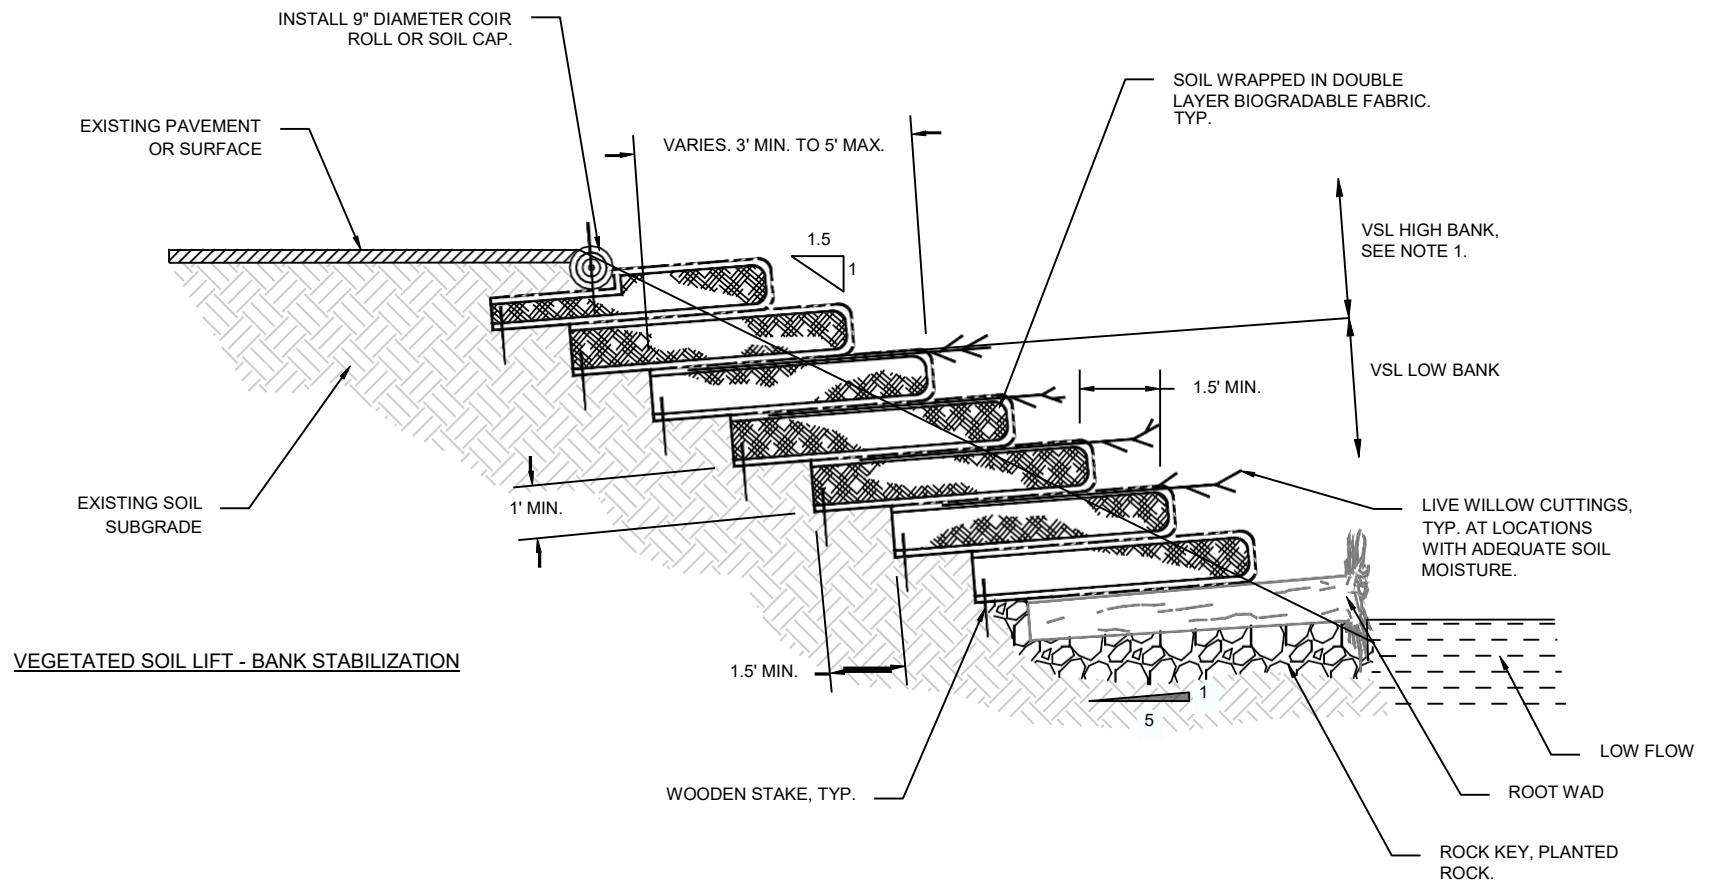 INSTALL 9" DIAMETER COIR
ROLL OR SOIL CAP.
SOIL WRAPPED IN DOUBLE
LAYER BIOGRADABLE FABRIC.
TYP.
EXISTING PAVEMENT
OR SURFACE
VARIES. 3' MIN. TO 5' MAX.
1.5
1
VSL HIGH BANK,
SEE NOTE 1.
VSL LOW BANK
1.5' MIN.
EXISTING SOIL
SUBGRADE
1' MIN.
LIVE WILLOW CUTTINGS,
TYP. AT LOCATIONS
WITH ADEQUATE SOIL
MOISTURE.
VEGETATED SOIL LIFT - BANK STABILIZATION
1.5' MIN.
1
5
LOW FLOW
WOODEN STAKE, TYP.
ROOT WAD
ROCK KEY, PLANTED
ROCK.